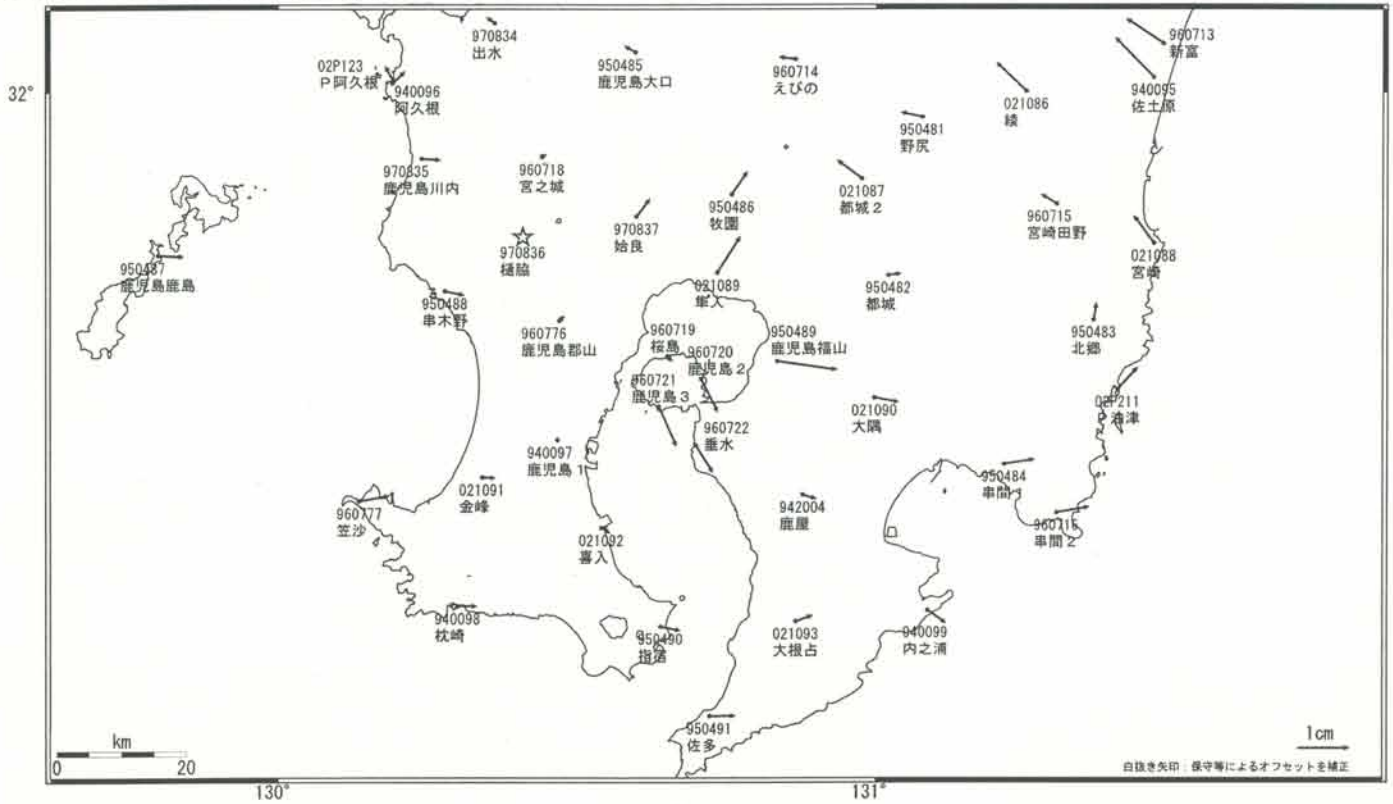 970834
出水
960713
新富
02P123
P阿久根
950485
鹿児島大口
960714
えびの
32°
940096
阿久根
021086
綾
940095
佐土原
950481
野尻
970835
鹿児島川内
960718
宮之城
021087
都城2
950486
牧園
970837
姶良
960715
宮崎田野
970836
樋脇
021088
宮崎
950487
鹿児島鹿島
021089
隼人
950482
都城
950488
串木野
960776
鹿児島郡山
960719
桜島
950489
鹿児島福山
950483
北郷
960720
鹿児島2
960721
鹿児島3
021090
大隅
02P211
P油津
960722
垂水
940097
鹿児島1
950484
串間1
021091
金峰
942004
鹿屋
960777
笠沙
960716
串間2
021092
喜入
940098
枕崎
950490
指宿
021093
大根占
940099
内之浦
950491
佐多
km
0 20
1cm
白抜き矢印:保守等によるオフセットを補正
130° 131°